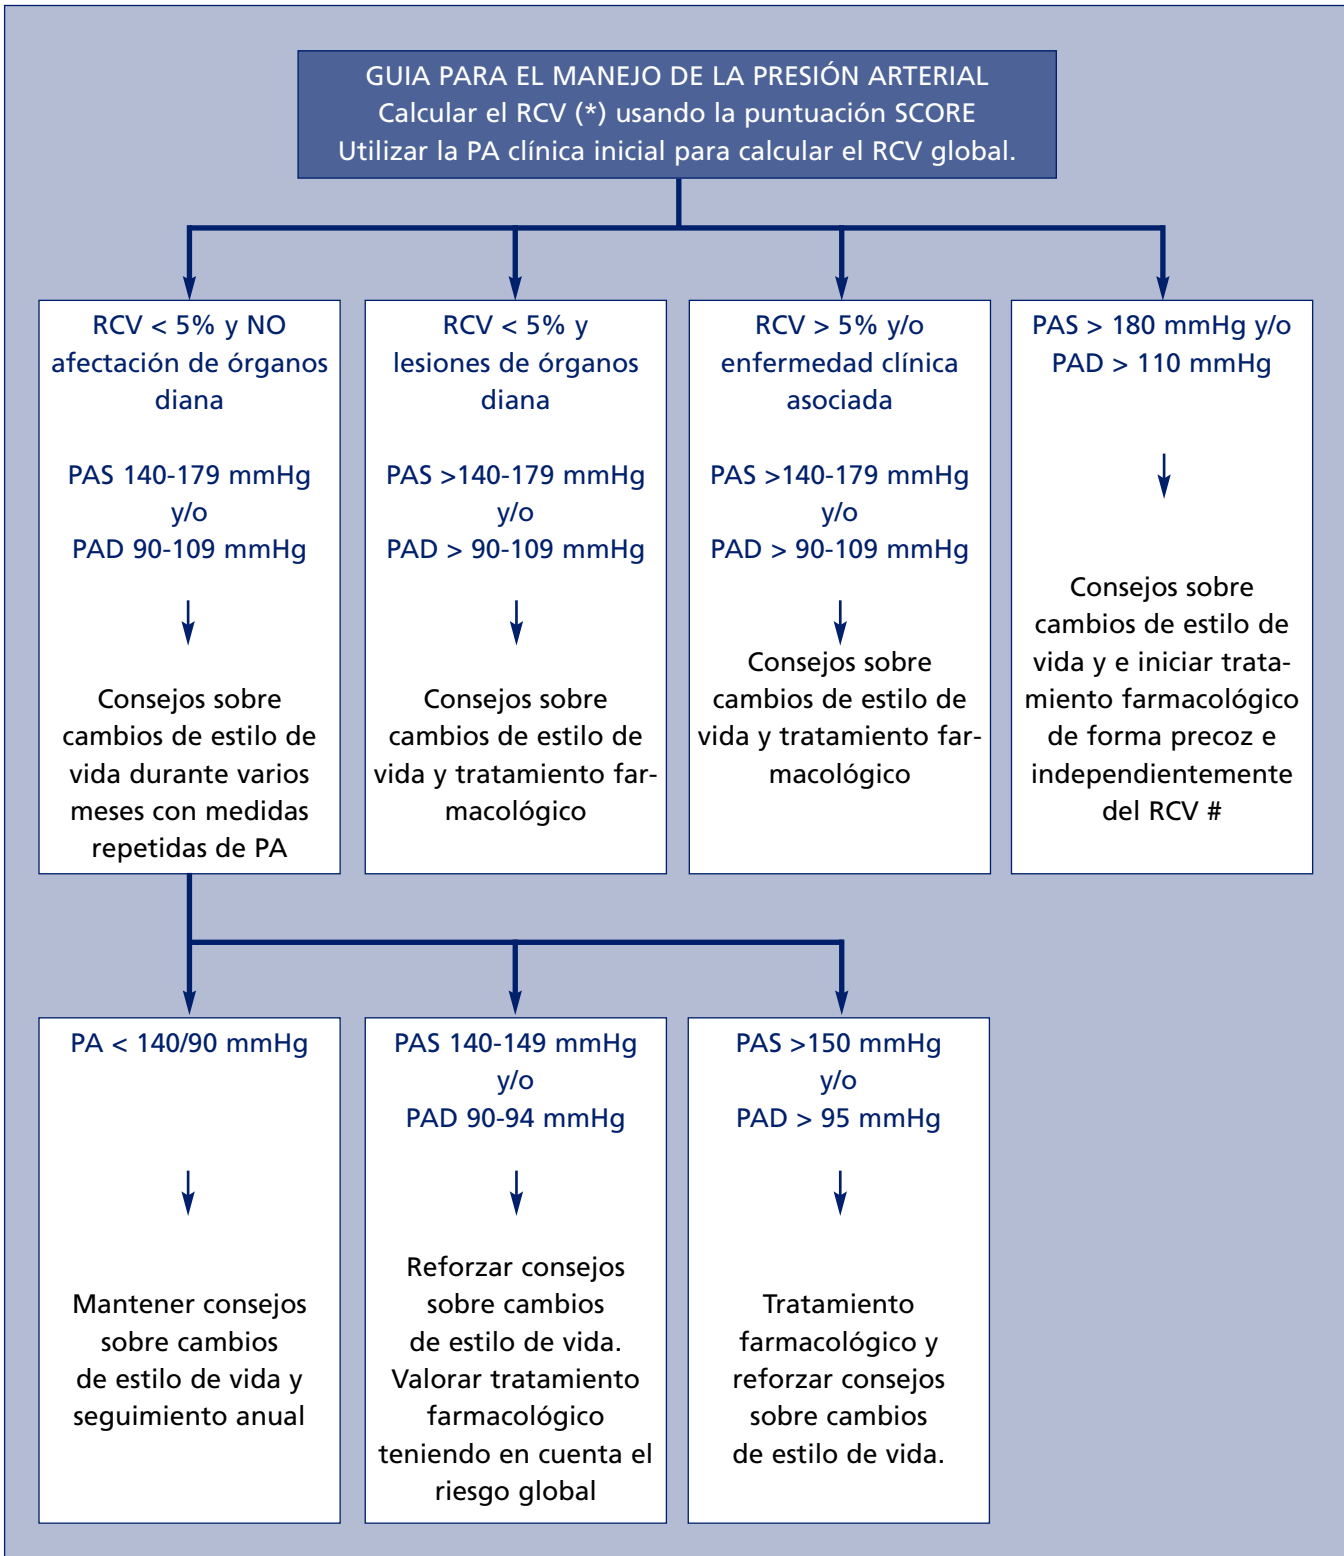 GUIA PARA EL MANEJO DE LA PRESIÓN ARTERIAL
Calcular el RCV (*) usando la puntuación SCORE
Utilizar la PA clínica inicial para calcular el RCV global.
RCV < 5% y NO
afectación de órganos
diana
PAS 140-179 mmHg
y/o
PAD 90-109 mmHg
Consejos sobre
cambios de estilo de
vida durante varios
meses con medidas
repetidas de PA
RCV < 5% y
lesiones de órganos
diana
PAS >140-179 mmHg
y/o
PAD > 90-109 mmHg
Consejos sobre
cambios de estilo de
vida y tratamiento far-
macológico
RCV > 5% y/o
enfermedad clínica
asociada
PAS >140-179 mmHg
y/o
PAD > 90-109 mmHg
Consejos sobre
cambios de estilo de
vida y tratamiento far-
macológico
PAS > 180 mmHg y/o
PAD > 110 mmHg
Consejos sobre
cambios de estilo de
vida y e iniciar trata-
miento farmacológico
de forma precoz e
independientemente
del RCV #
PA < 140/90 mmHg
Mantener consejos
sobre cambios
de estilo de vida y
seguimiento anual
PAS 140-149 mmHg
y/o
PAD 90-94 mmHg
Reforzar consejos
sobre cambios
de estilo de vida.
Valorar tratamiento
farmacológico
teniendo en cuenta el
riesgo global
PAS >150 mmHg
y/o
PAD > 95 mmHg
Tratamiento
farmacológico y
reforzar consejos
sobre cambios
de estilo de vida.